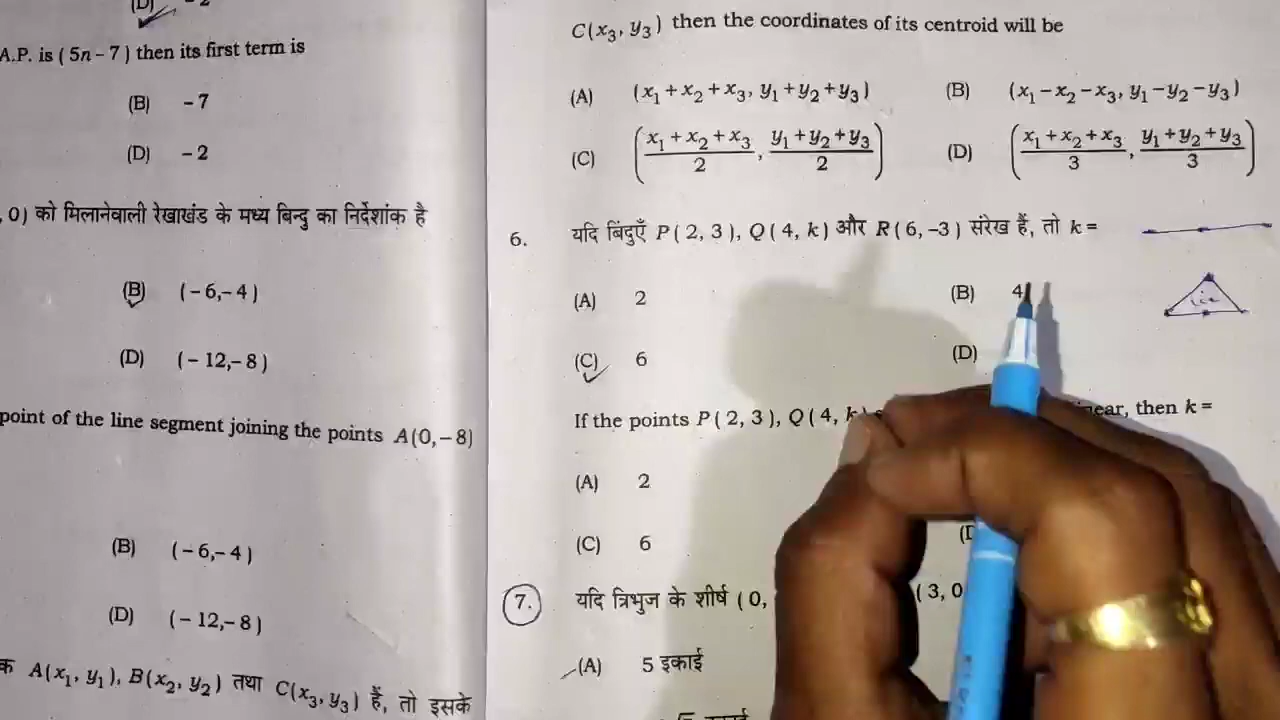 (D) - 2
A.P. is ( 5n - 7 ) then its first term is
(B) - 7
(D) - 2
, 0) को मिलानेवाली रेखाखंड के मध्य बिन्दु का निर्देशांक है
(B) (- 6,- 4 )
(D) (- 12,- 8 )
point of the line segment joining the points A(0,- 8)
(B) (- 6,- 4 )
(D) (- 12,- 8 )
क A(x₁, y₁), B(x₂, y₂) तथा C(x₃, y₃) हैं, तो इसके
C(x₃, y₃) then the coordinates of its centroid will be
(A) (x₁ + x₂ + x₃, y₁ + y₂ + y₃) (B) (x₁ - x₂ - x₃, y₁ - y₂ - y₃)
(C) ((x₁ + x₂ + x₃)/2, (y₁ + y₂ + y₃)/2) (D) ((x₁ + x₂ + x₃)/3, (y₁ + y₂ + y₃)/3)
6. यदि बिंदुएँ P( 2, 3 ), Q( 4, k ) और R( 6, -3 ) संरेख हैं, तो k =
(A) 2 (B) 4
(C) 6 (D)
If the points P( 2, 3 ), Q( 4, k ) near, then k =
(A) 2
(C) 6
7. यदि त्रिभुज के शीर्ष ( 0, ( 3, 0
(A) 5 इकाई